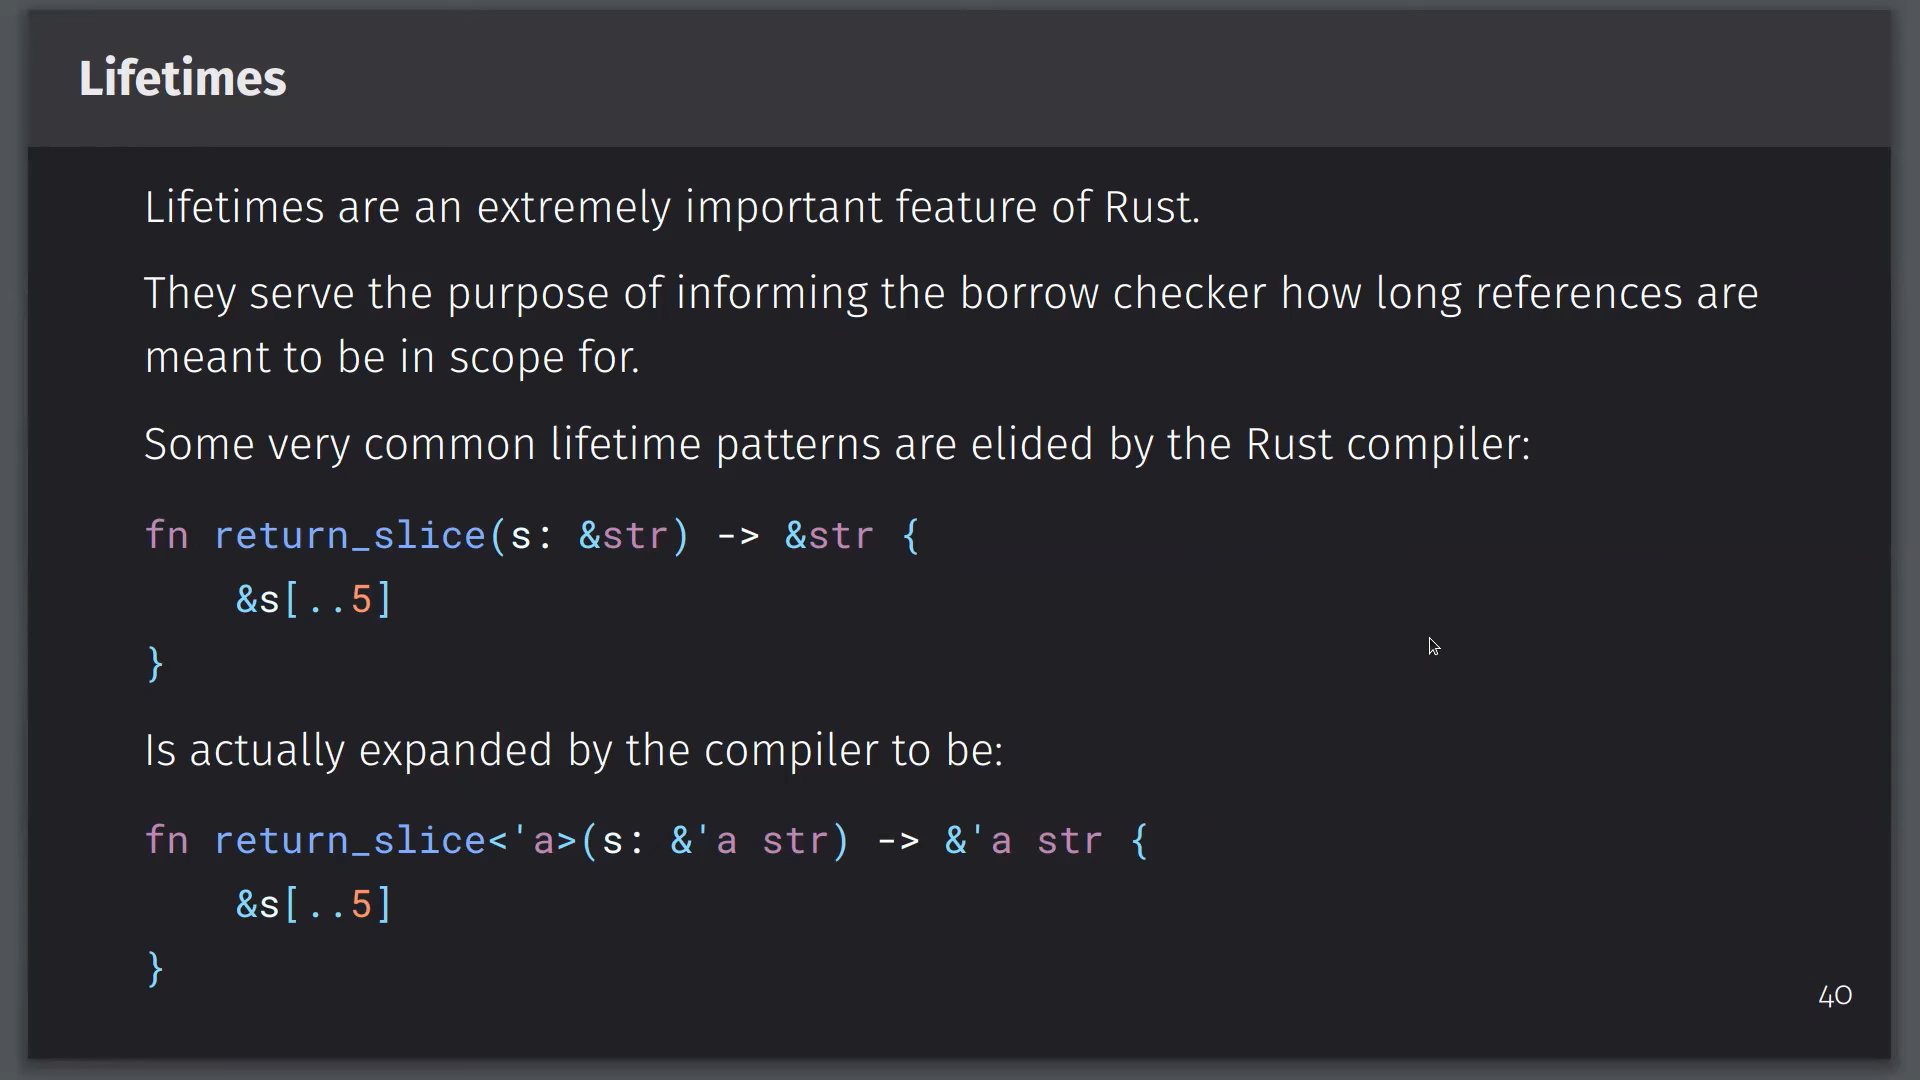 Lifetimes
Lifetimes are an extremely important feature of Rust.
They serve the purpose of informing the borrow checker how long references are
meant to be in scope for.
Some very common lifetime patterns are elided by the Rust compiler:
fn return_slice(s: &str) -> &str {
    &s[..5]
}
Is actually expanded by the compiler to be:
fn return_slice<'a>(s: &'a str) -> &'a str {
    &s[..5]
}
40